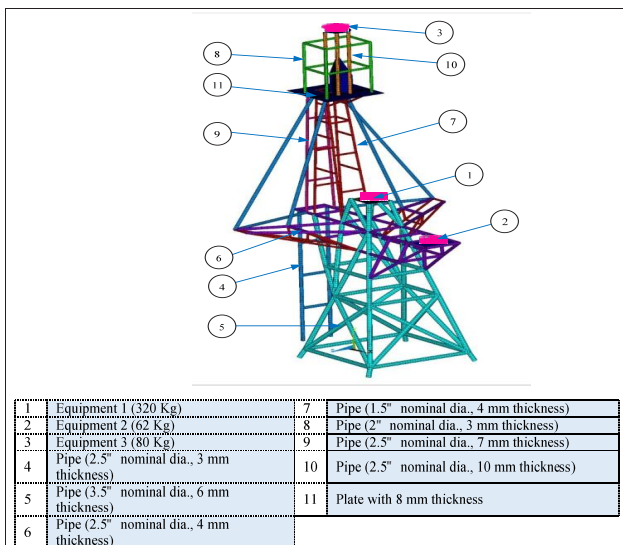 3
8
10
11
9
7
1
2
6
4
5
1 Equipment 1 (320 Kg) 7 Pipe (1.5" nominal dia., 4 mm thickness)
2 Equipment 2 (62 Kg) 8 Pipe (2" nominal dia., 3 mm thickness)
3 Equipment 3 (80 Kg) 9 Pipe (2.5" nominal dia., 7 mm thickness)
4 Pipe (2.5" nominal dia., 3 mm
thickness)
10 Pipe (2.5" nominal dia., 10 mm thickness)
5 Pipe (3.5" nominal dia., 6 mm
thickness)
11 Plate with 8 mm thickness
6 Pipe (2.5" nominal dia., 4 mm
thickness)